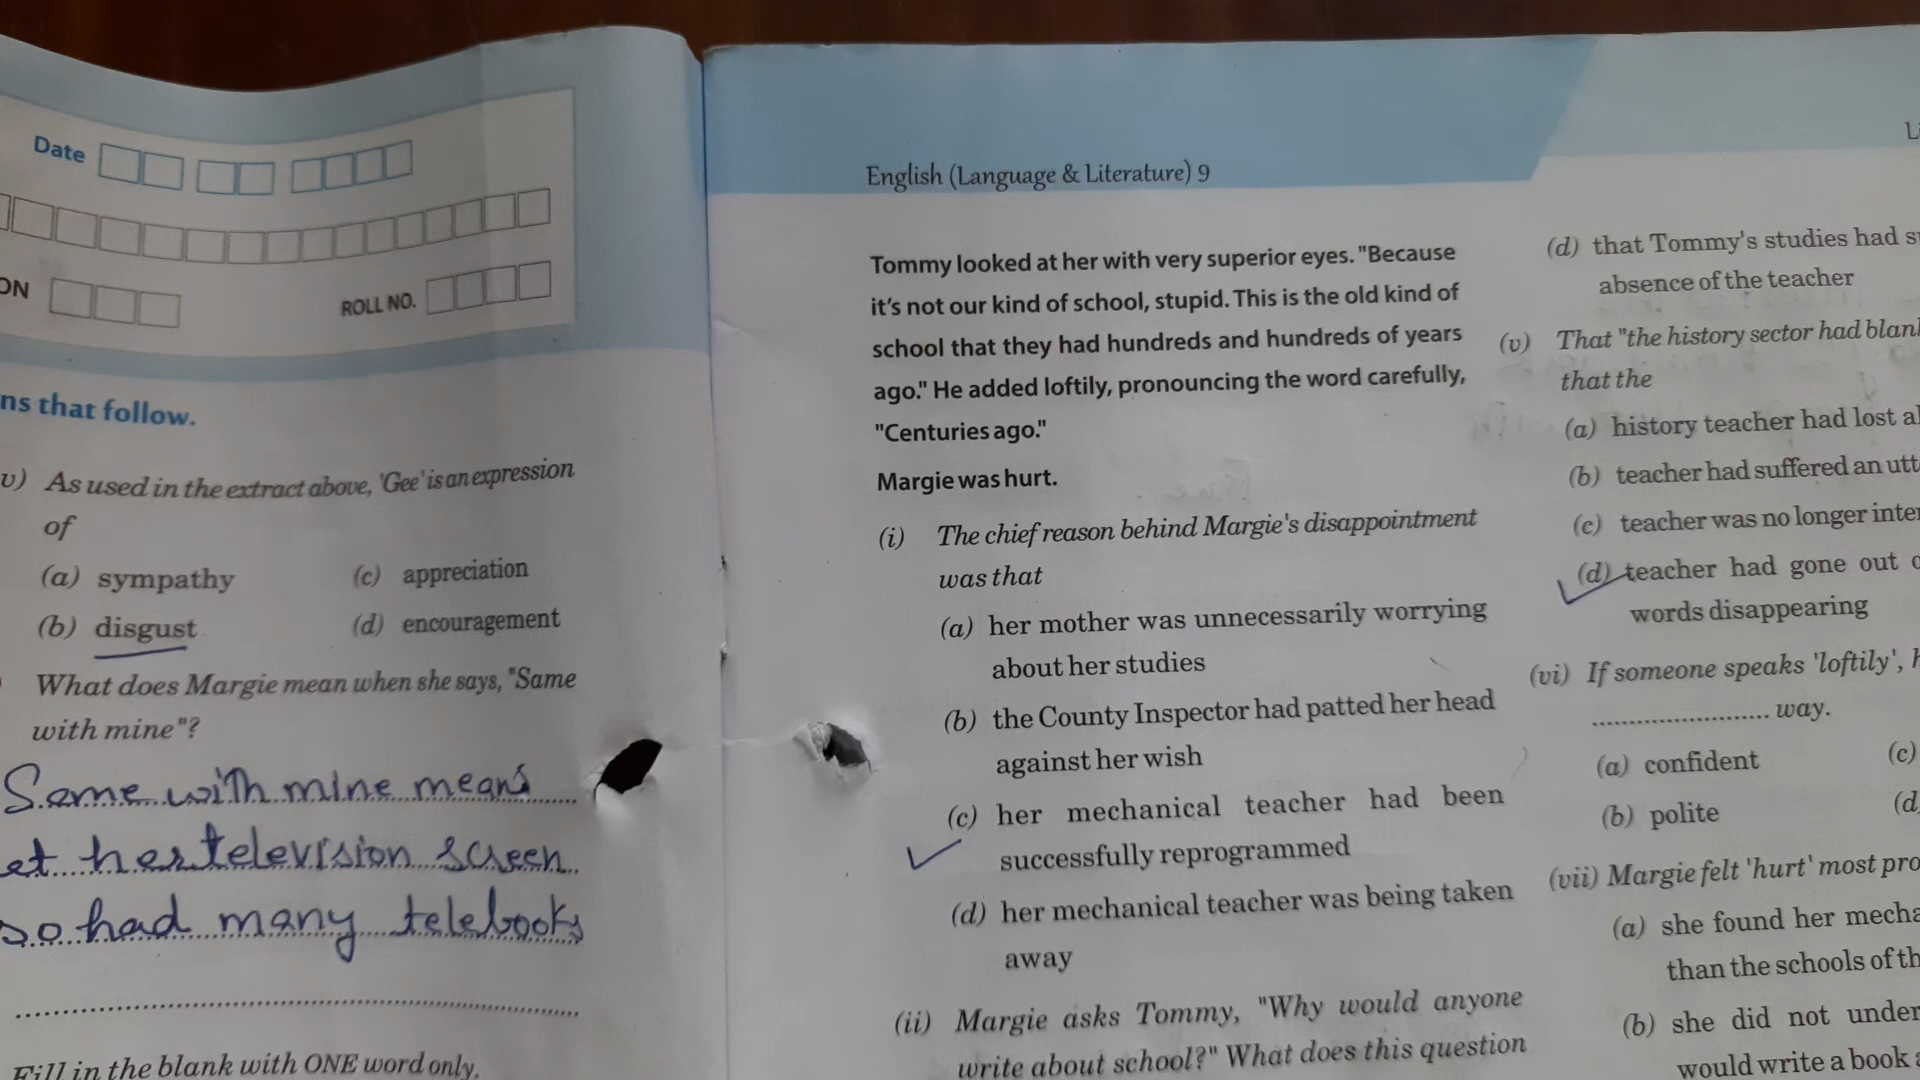 Date
ON
ROLL NO.
ns that follow.
v) As used in the extract above, 'Gee' is an expression
of
(a) sympathy (c) appreciation
(b) disgust (d) encouragement
What does Margie mean when she says, "Same
with mine"?
Same with mine means
et her television screen
so had many telebooks
Fill in the blank with ONE word only.
English (Language & Literature) 9
Tommy looked at her with very superior eyes. "Because
it's not our kind of school, stupid. This is the old kind of
school that they had hundreds and hundreds of years
ago." He added loftily, pronouncing the word carefully,
"Centuries ago."
Margie was hurt.
(i) The chief reason behind Margie's disappointment
was that
(a) her mother was unnecessarily worrying
about her studies
(b) the County Inspector had patted her head
against her wish
(c) her mechanical teacher had been
successfully reprogrammed
(d) her mechanical teacher was being taken
away
(ii) Margie asks Tommy, "Why would anyone
write about school?" What does this question
(d) that Tommy's studies had
absence of the teacher
(v) That "the history sector had
that the
(a) history teacher had lost
(b) teacher had suffered an
(c) teacher was no longer
(d) teacher had gone out
words disappearing
(vi) If someone speaks 'loftily',
........................ way.
(a) confident (c)
(b) polite (d
(vii) Margie felt 'hurt' most
(a) she found her
than the schools of
(b) she did not
would write a book